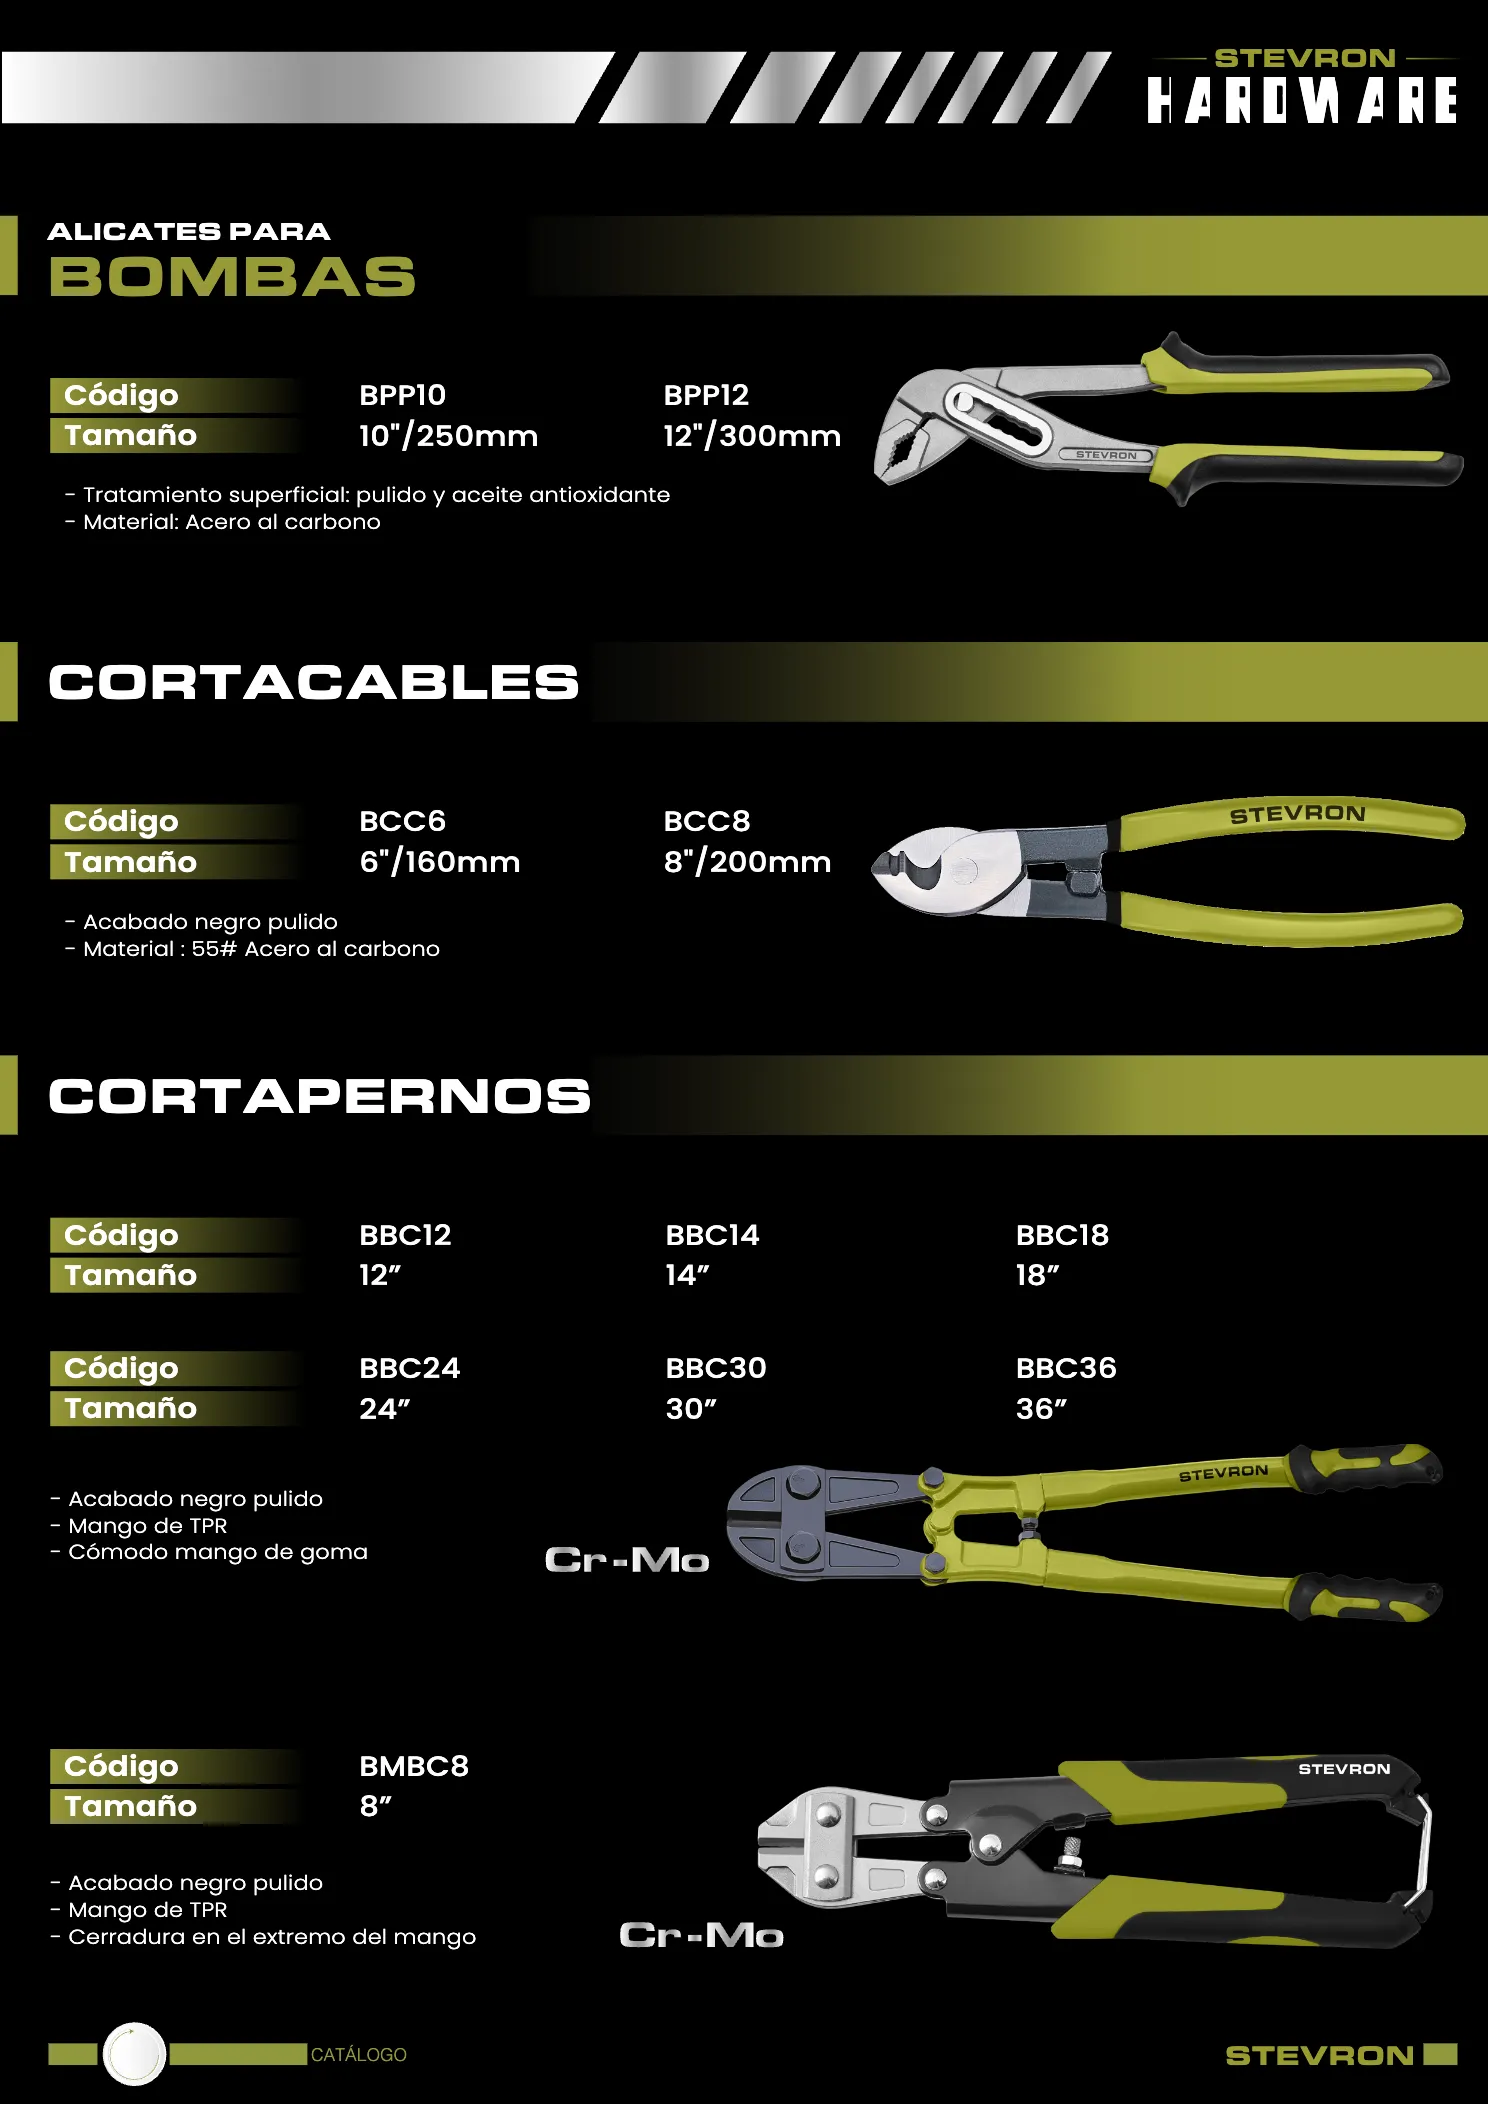 STEVRON
HARDWARE
ALICATES PARA
BOMBAS
Código BPP10 BPP12
Tamaño 10"/250mm 12"/300mm
STEVRON
- Tratamiento superficial: pulido y aceite antioxidante
- Material: Acero al carbono
CORTACABLES
Código BCC6 BCC8
Tamaño 6"/160mm 8"/200mm
STEVRON
- Acabado negro pulido
- Material : 55# Acero al carbono
CORTAPERNOS
Código BBC12 BBC14 BBC18
Tamaño 12” 14” 18”
Código BBC24 BBC30 BBC36
Tamaño 24” 30” 36”
STEVRON
- Acabado negro pulido
- Mango de TPR
- Cómodo mango de goma
Cr-Mo
Código BMBC8
Tamaño 8”
STEVRON
- Acabado negro pulido
- Mango de TPR
- Cerradura en el extremo del mango
Cr-Mo
CATÁLOGO
STEVRON